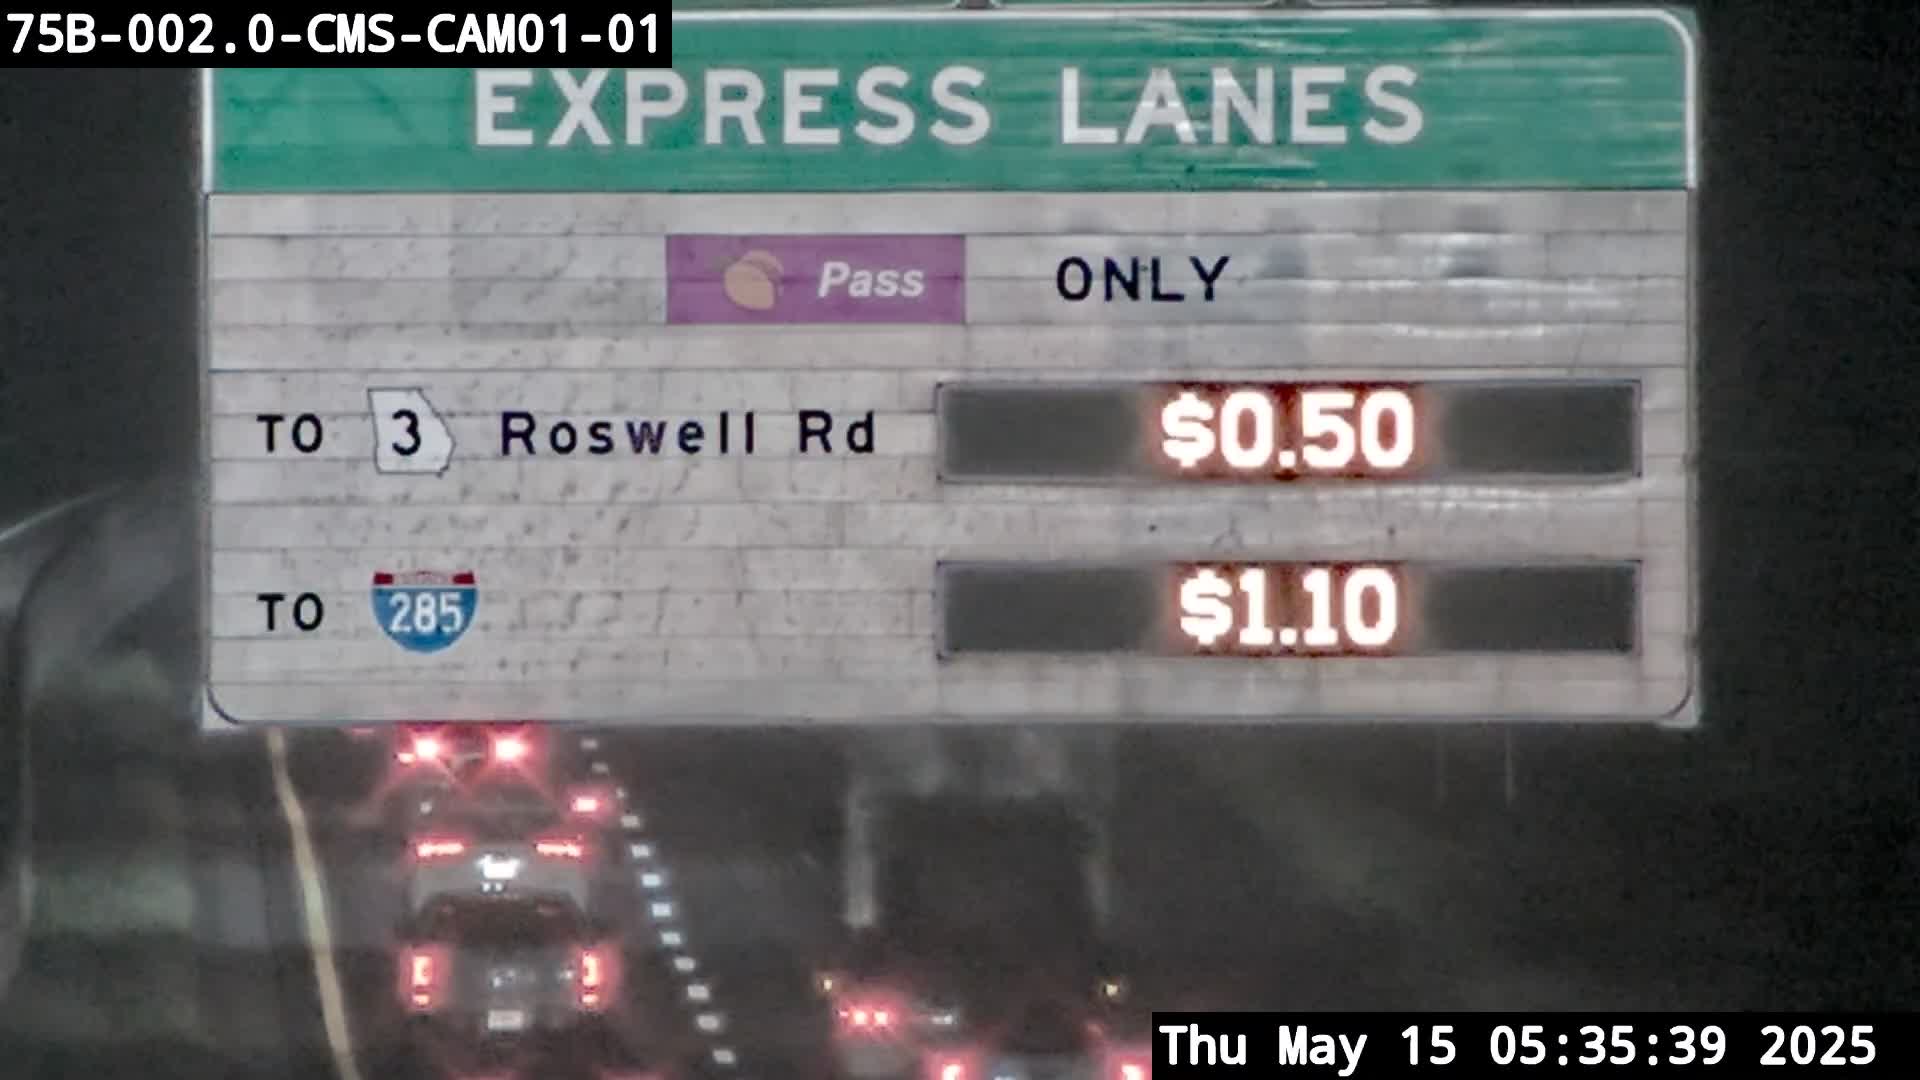 75B-002.0-CMS-CAM01-01
EXPRESS LANES
Pass ONLY
TO 3 Roswell Rd $0.50
TO 285 $1.10
Thu May 15 05:35:39 2025